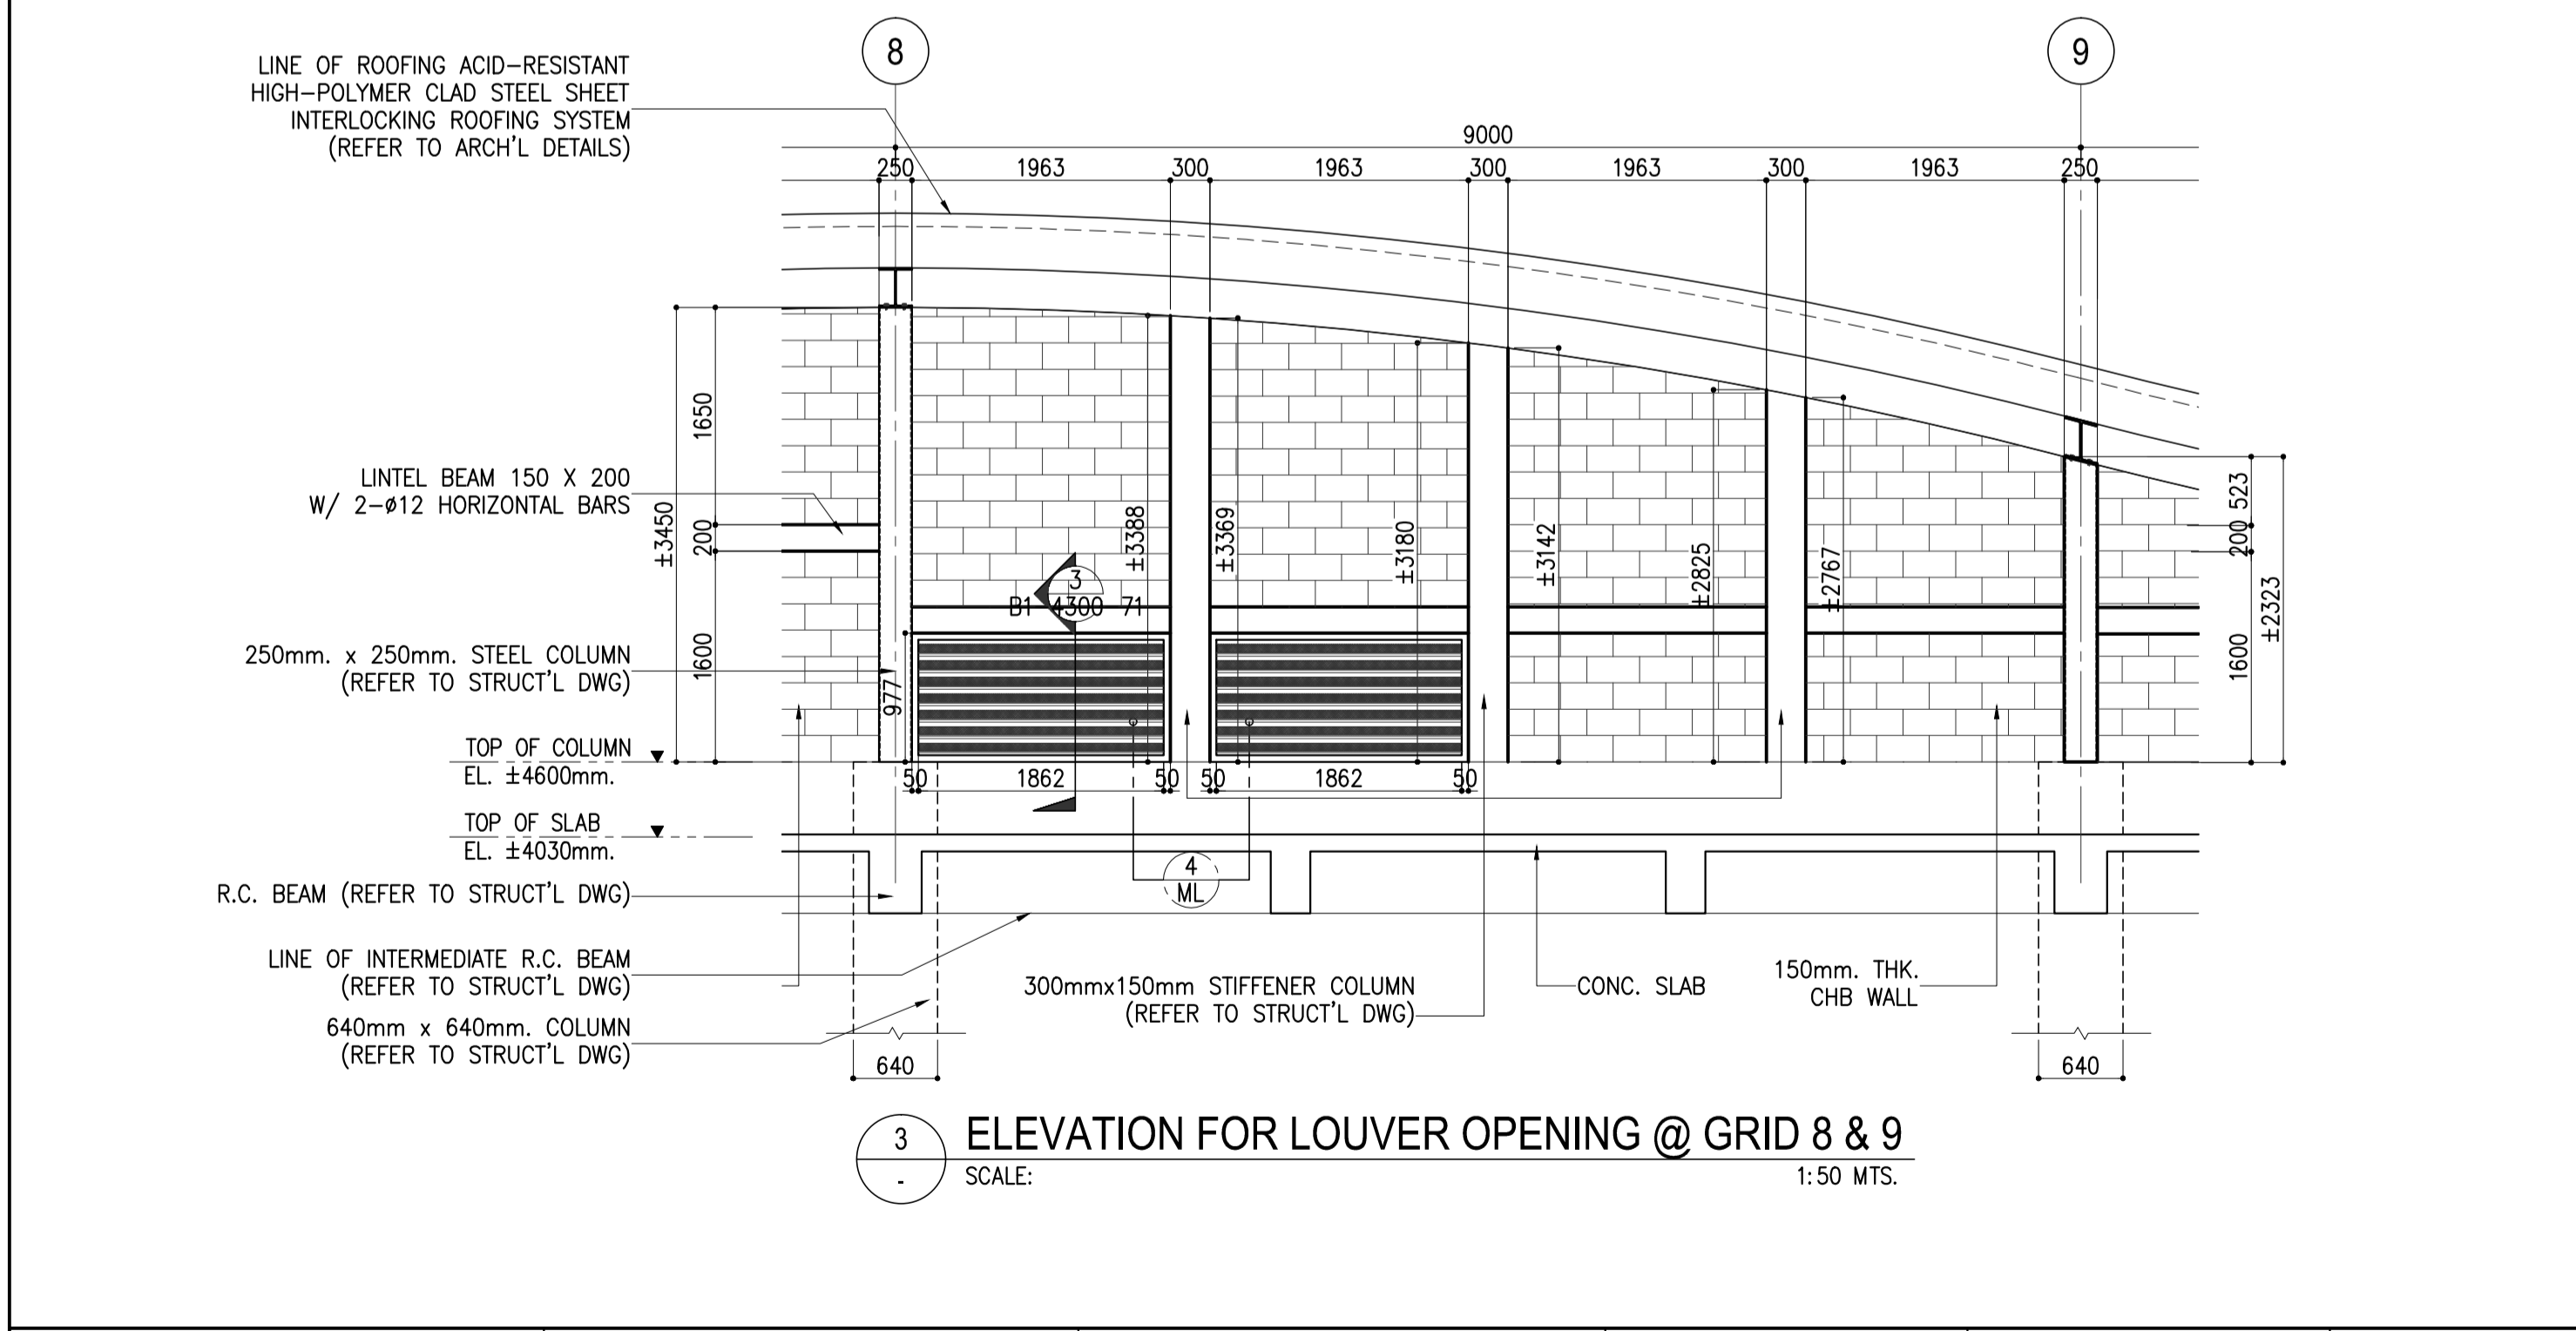 8
9
LINE OF ROOFING ACID-RESISTANT
HIGH-POLYMER CLAD STEEL SHEET
INTERLOCKING ROOFING SYSTEM
(REFER TO ARCH'L DETAILS)
9000
250
1963
300
1963
300
1963
300
1963
250
LINTEL BEAM 150 X 200
W/ 2-ø12 HORIZONTAL BARS
±3450
1650
200
1600
977
±3388
±3369
±3180
±3142
±2825
±2767
523
200
1600
±2323
3
B1 4300 71
250mm. x 250mm. STEEL COLUMN
(REFER TO STRUCT'L DWG)
TOP OF COLUMN
EL. ±4600mm.
50
1862
50
50
1862
50
TOP OF SLAB
EL. ±4030mm.
4
ML
R.C. BEAM (REFER TO STRUCT'L DWG)
LINE OF INTERMEDIATE R.C. BEAM
(REFER TO STRUCT'L DWG)
300mmx150mm STIFFENER COLUMN
(REFER TO STRUCT'L DWG)
CONC. SLAB
150mm. THK.
CHB WALL
640mm x 640mm. COLUMN
(REFER TO STRUCT'L DWG)
640
640
3
-
ELEVATION FOR LOUVER OPENING @ GRID 8 & 9
SCALE:
1:50 MTS.